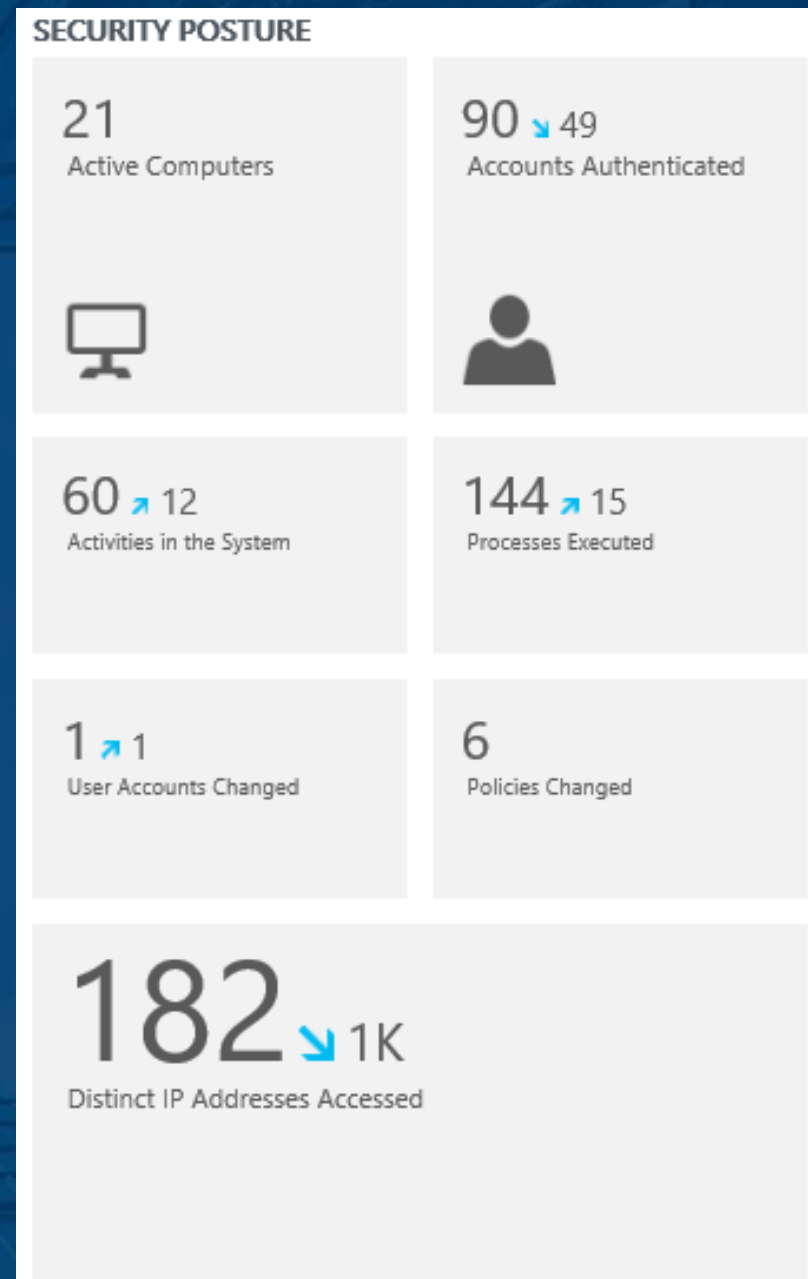 SECURITY POSTURE
21
Active Computers
90 49
Accounts Authenticated
60 12
Activities in the System
144 15
Processes Executed
1 1
User Accounts Changed
6
Policies Changed
182 1K
Distinct IP Addresses Accessed